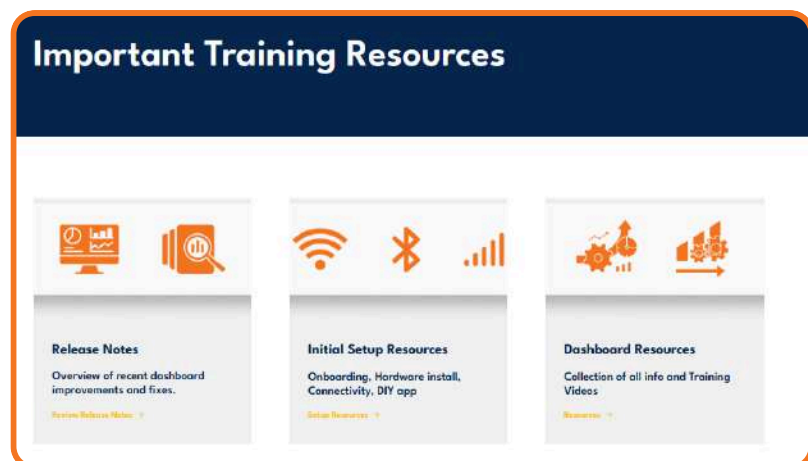 Important Training Resources
Release Notes
Overview of recent dashboard
improvements and fixes.
Review Release Notes →
Initial Setup Resources
Onboarding, Hardware install,
Connectivity, DIY app
Setup Resources →
Dashboard Resources
Collection of all info and Training
Videos
Resources →